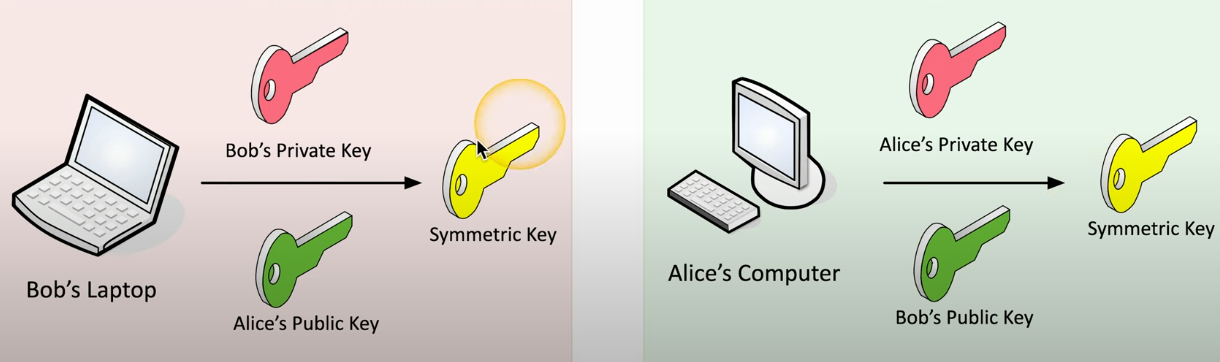 Bob's Private Key
Symmetric Key
Bob's Laptop
Alice's Public Key
Alice's Private Key
Symmetric Key
Alice's Computer
Bob's Public Key